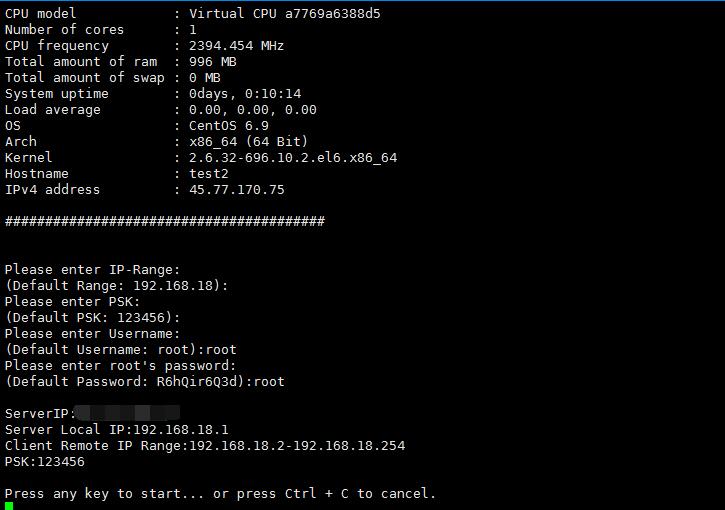 CPU model            : Virtual CPU a7769a6388d5
Number of cores      : 1
CPU frequency        : 2394.454 MHz
Total amount of ram  : 996 MB
Total amount of swap : 0 MB
System uptime        : 0days, 0:10:14
Load average         : 0.00, 0.00, 0.00
OS                   : CentOS 6.9
Arch                 : x86_64 (64 Bit)
Kernel               : 2.6.32-696.10.2.el6.x86_64
Hostname             : test2
IPv4 address         : 45.77.170.75
########################################
Please enter IP-Range:
(Default Range: 192.168.18):
Please enter PSK:
(Default PSK: 123456):
Please enter Username:
(Default Username: root):root
Please enter root's password:
(Default Password: R6hQir6Q3d):root
ServerIP:
Server Local IP:192.168.18.1
Client Remote IP Range:192.168.18.2-192.168.18.254
PSK:123456
Press any key to start... or press Ctrl + C to cancel.